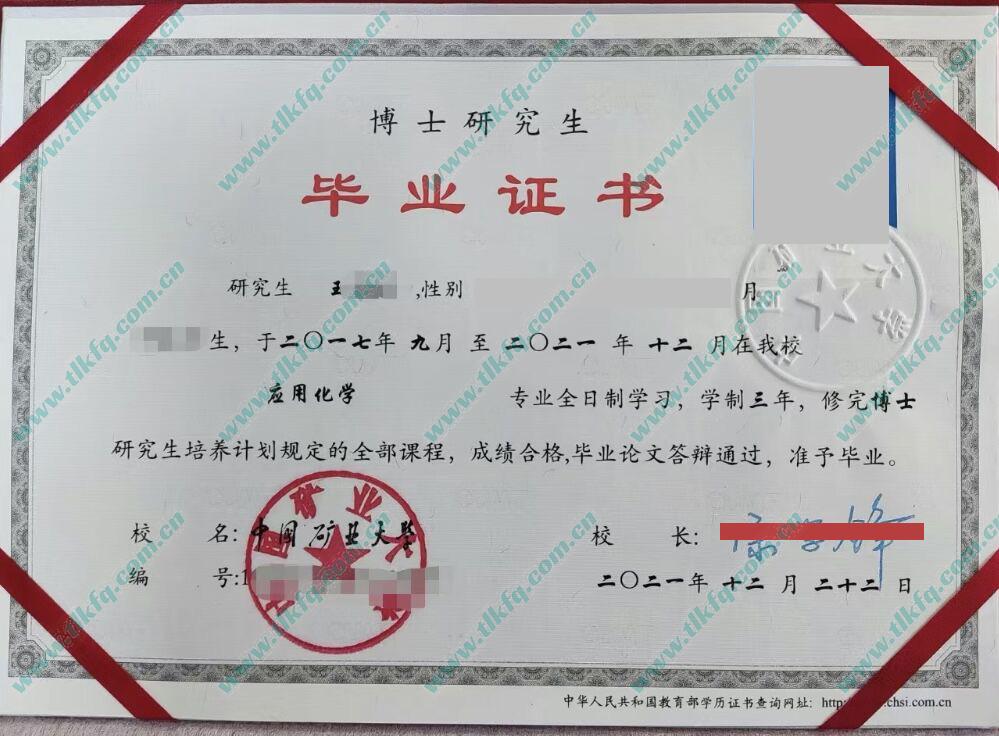 博士研究生
毕业证书
研究生 王 ,性别 月
生，于二〇一七年 九月 至 二〇二一 年 十二 月在我校
应用化学 专业全日制学习，学制三年，修完博士
研究生培养计划规定的全部课程，成绩合格,毕业论文答辩通过，准予毕业。
校 名：中国矿业大学 校 长：
编 号:1 二〇二一年 十二 月 二十二 日
中华人民共和国教育部学历证书查询网址：http .chsi.com.cn
www.tlkfq.com.cn